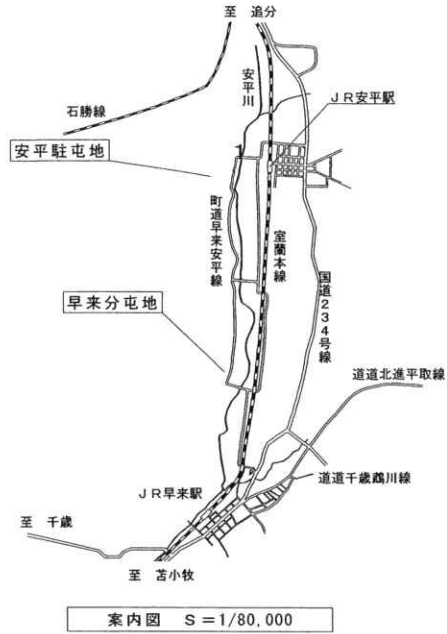 至 追分
安平川
石勝線
JR安平駅
安平駐屯地
町道早来安平線
室蘭本線
国道234号線
早来分屯地
道道北進平取線
道道千歳鵡川線
JR早来駅
至 千歳
至 苫小牧
案内図 S=1/80,000